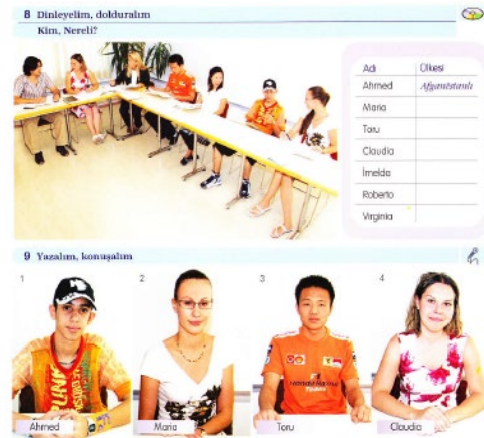 8 Dinleyelim, dolduralım
Kim, Nereli?
Adı Ülkesi
Ahmed Afganistanlı
Maria
Toru
Claudia
İmelda
Roberto
Virginia
9 Yazalım, konuşalım
1 2 3 4
Ahmed Maria Toru Claudia